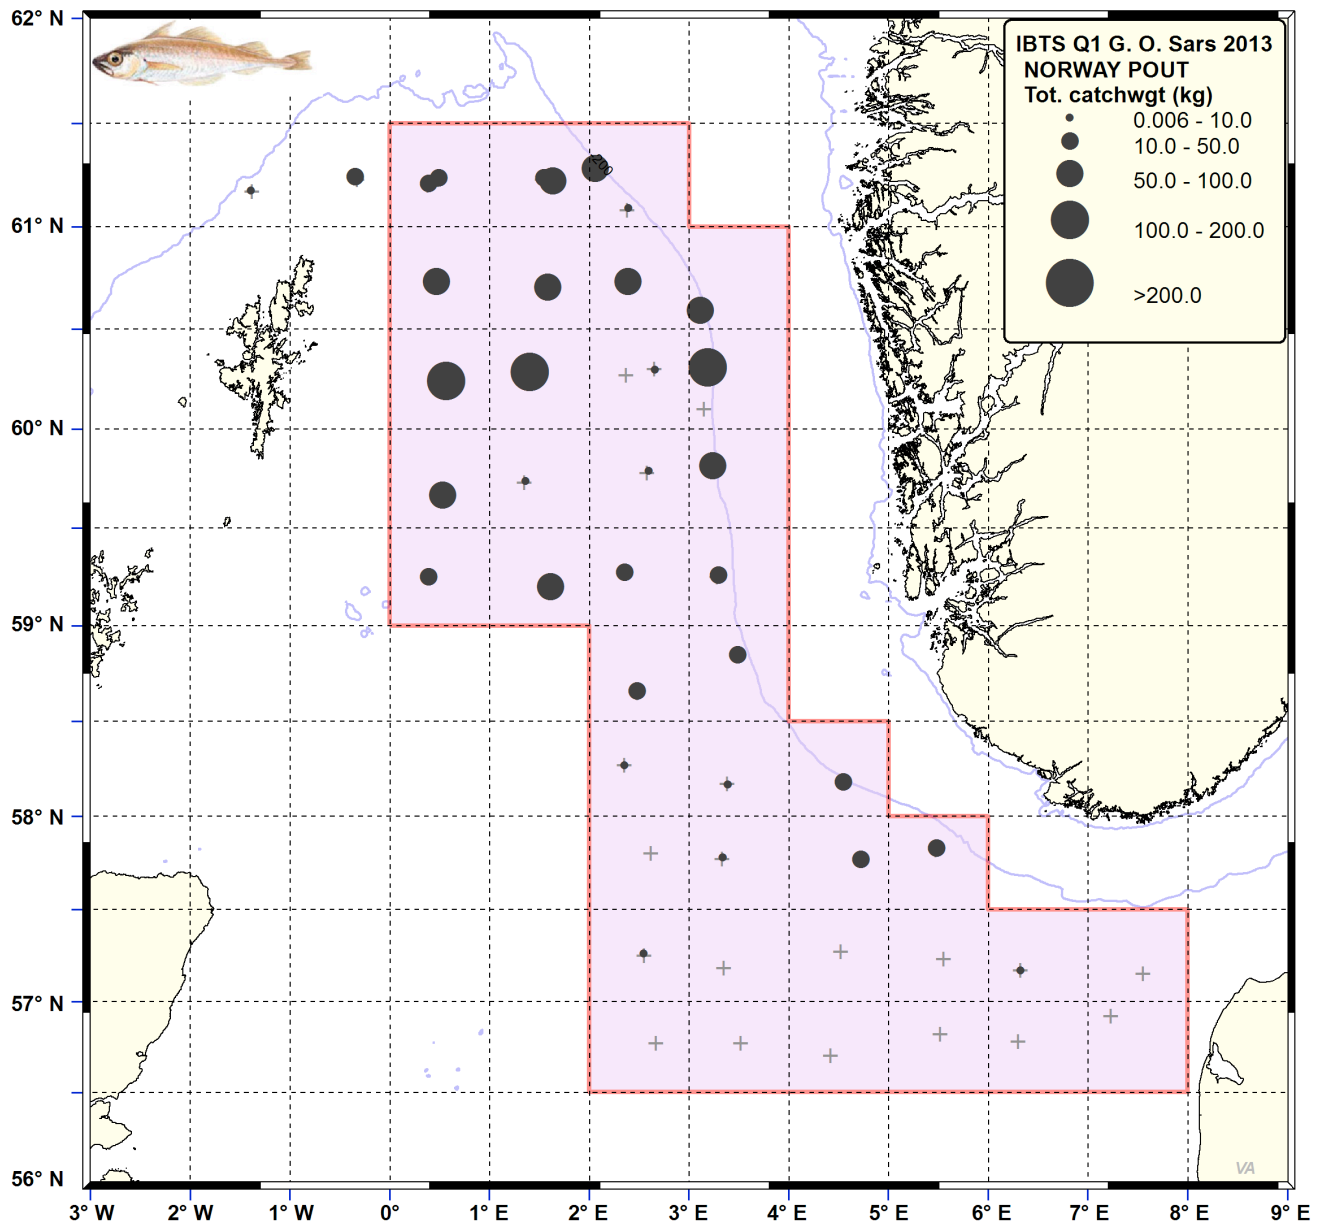 62° N
61° N
60° N
59° N
58° N
57° N
56° N
IBTS Q1 G. O. Sars 2013
NORWAY POUT
Tot. catchwgt (kg)
0.006 - 10.0
10.0 - 50.0
50.0 - 100.0
100.0 - 200.0
>200.0
200
VA
3°W 2°W 1°W 0° 1°E 2°E 3°E 4°E 5°E 6°E 7°E 8°E 9°E